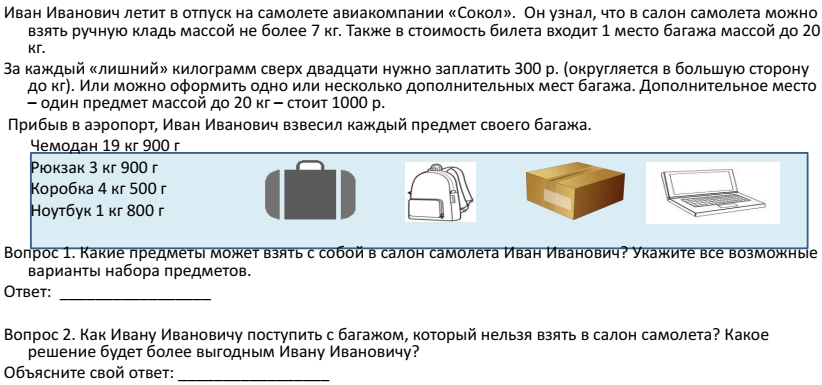 Иван Иванович летит в отпуск на самолете авиакомпании «Сокол».  Он узнал, что в салон самолета можно
взять ручную кладь массой не более 7 кг. Также в стоимость билета входит 1 место багажа массой до 20
кг.
За каждый «лишний» килограмм сверх двадцати нужно заплатить 300 р. (округляется в большую сторону
до кг). Или можно оформить одно или несколько дополнительных мест багажа. Дополнительное место
– один предмет массой до 20 кг – стоит 1000 р.
Прибыв в аэропорт, Иван Иванович взвесил каждый предмет своего багажа.
Чемодан 19 кг 900 г
Рюкзак 3 кг 900 г
Коробка 4 кг 500 г
Ноутбук 1 кг 800 г
Вопрос 1. Какие предметы может взять с собой в салон самолета Иван Иванович? Укажите все возможные
варианты набора предметов.
Ответ: _________________
Вопрос 2. Как Ивану Ивановичу поступить с багажом, который нельзя взять в салон самолета? Какое
решение будет более выгодным Ивану Ивановичу?
Объясните свой ответ: _________________